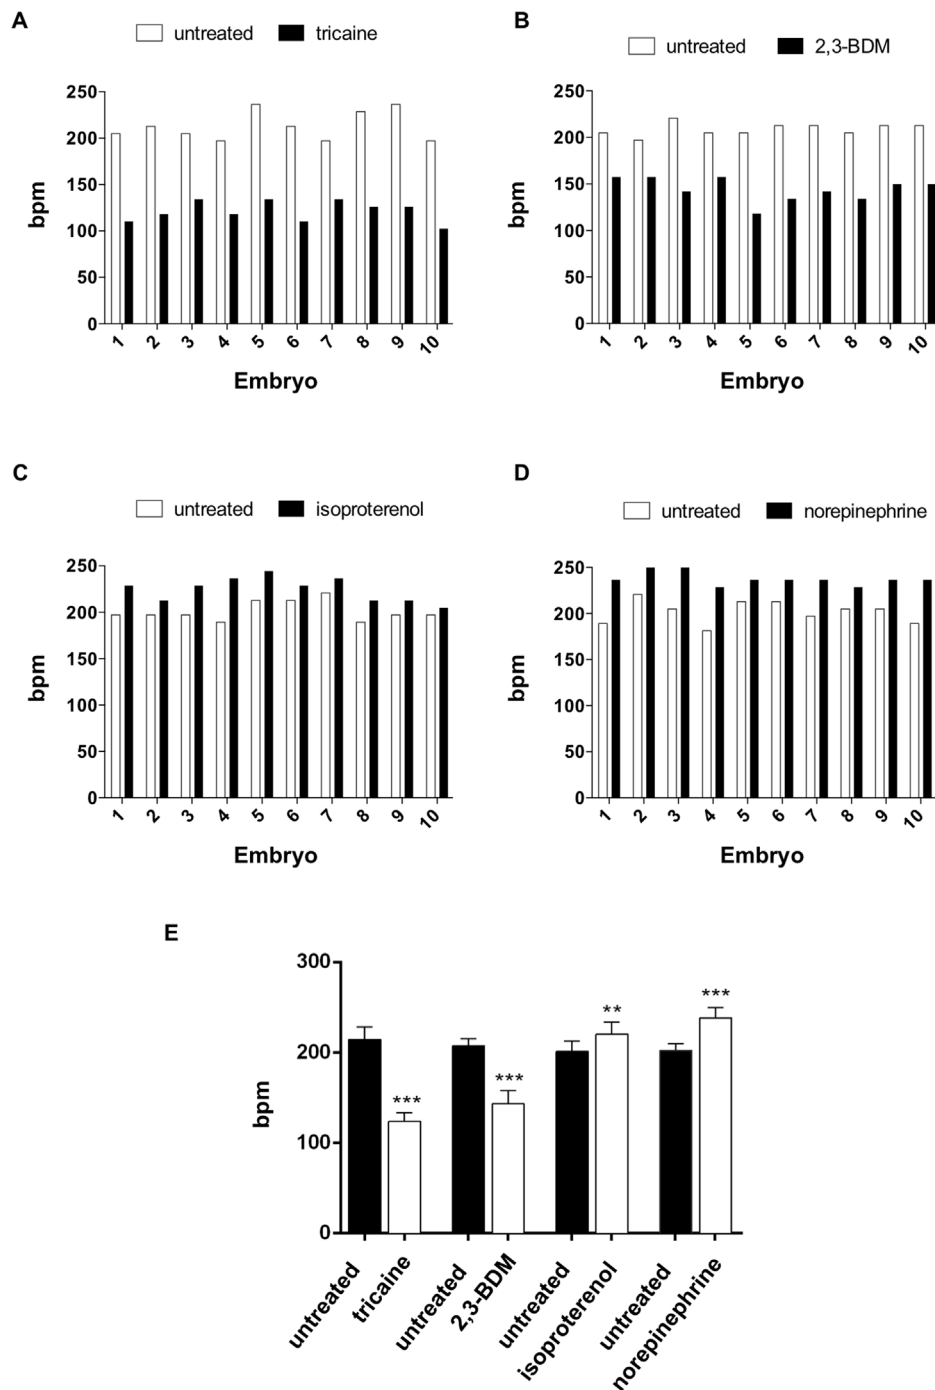 A
untreated tricaine
250
200
150
100
50
0
bpm
1 2 3 4 5 6 7 8 9 10
Embryo
B
untreated 2,3-BDM
250
200
150
100
50
0
bpm
1 2 3 4 5 6 7 8 9 10
Embryo
C
untreated isoproterenol
250
200
150
100
50
0
bpm
1 2 3 4 5 6 7 8 9 10
Embryo
D
untreated norepinephrine
250
200
150
100
50
0
bpm
1 2 3 4 5 6 7 8 9 10
Embryo
E
300
200
100
0
bpm
*** *** ** ***
untreated tricaine untreated 2,3-BDM untreated isoproterenol untreated norepinephrine